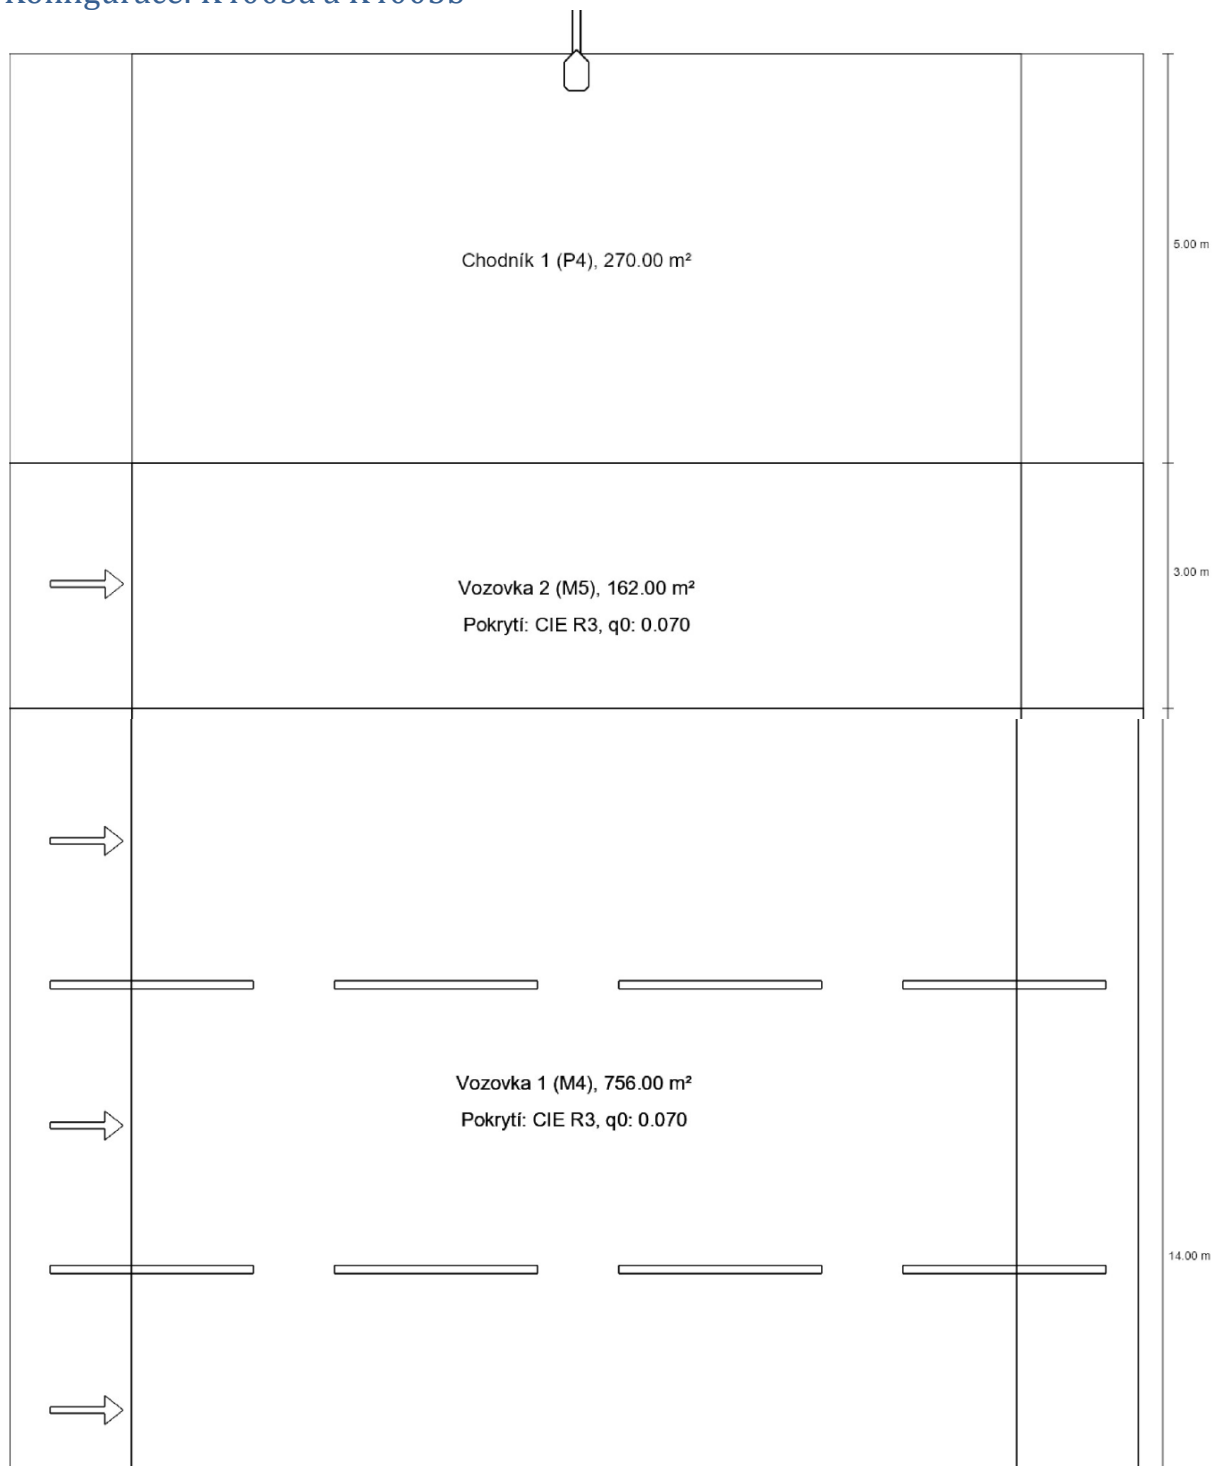 Chodník 1 (P4), 270.00 m²
5.00 m
Vozovka 2 (M5), 162.00 m²
Pokrytí: CIE R3, q0: 0.070
3.00 m
Vozovka 1 (M4), 756.00 m²
Pokrytí: CIE R3, q0: 0.070
14.00 m